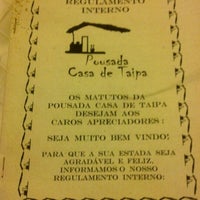 REGULAMENTO
INTERNO
Pousada
Casa de Taipa
OS MATUTOS DA
POUSADA CASA DE TAIPA
DESEJAM AOS
CAROS APRECIADORES:
SEJA MUITO BEM VINDO!
PARA QUE A SUA ESTADA SEJA
AGRADÁVEL E FELIZ.
INFORMAMOS O NOSSO
REGULAMENTO INTERNO: